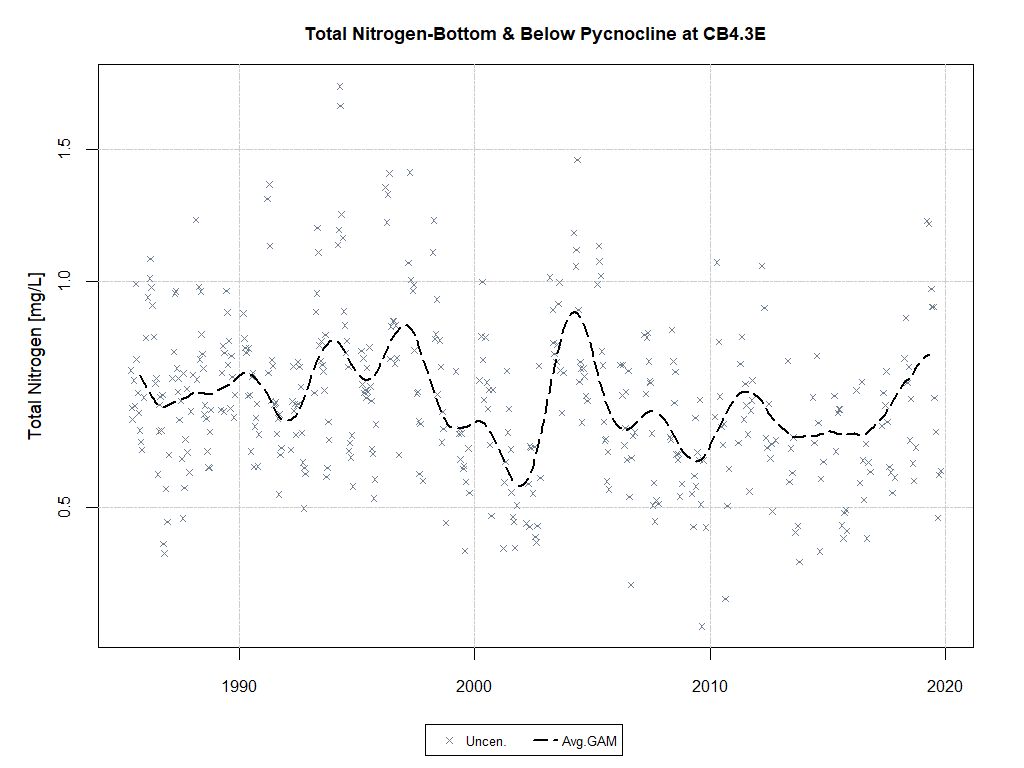 Total Nitrogen-Bottom & Below Pycnocline at CB4.3E
Total Nitrogen [mg/L]
1.5
1.0
0.5
1990 2000 2010 2020
Uncen. Avg.GAM